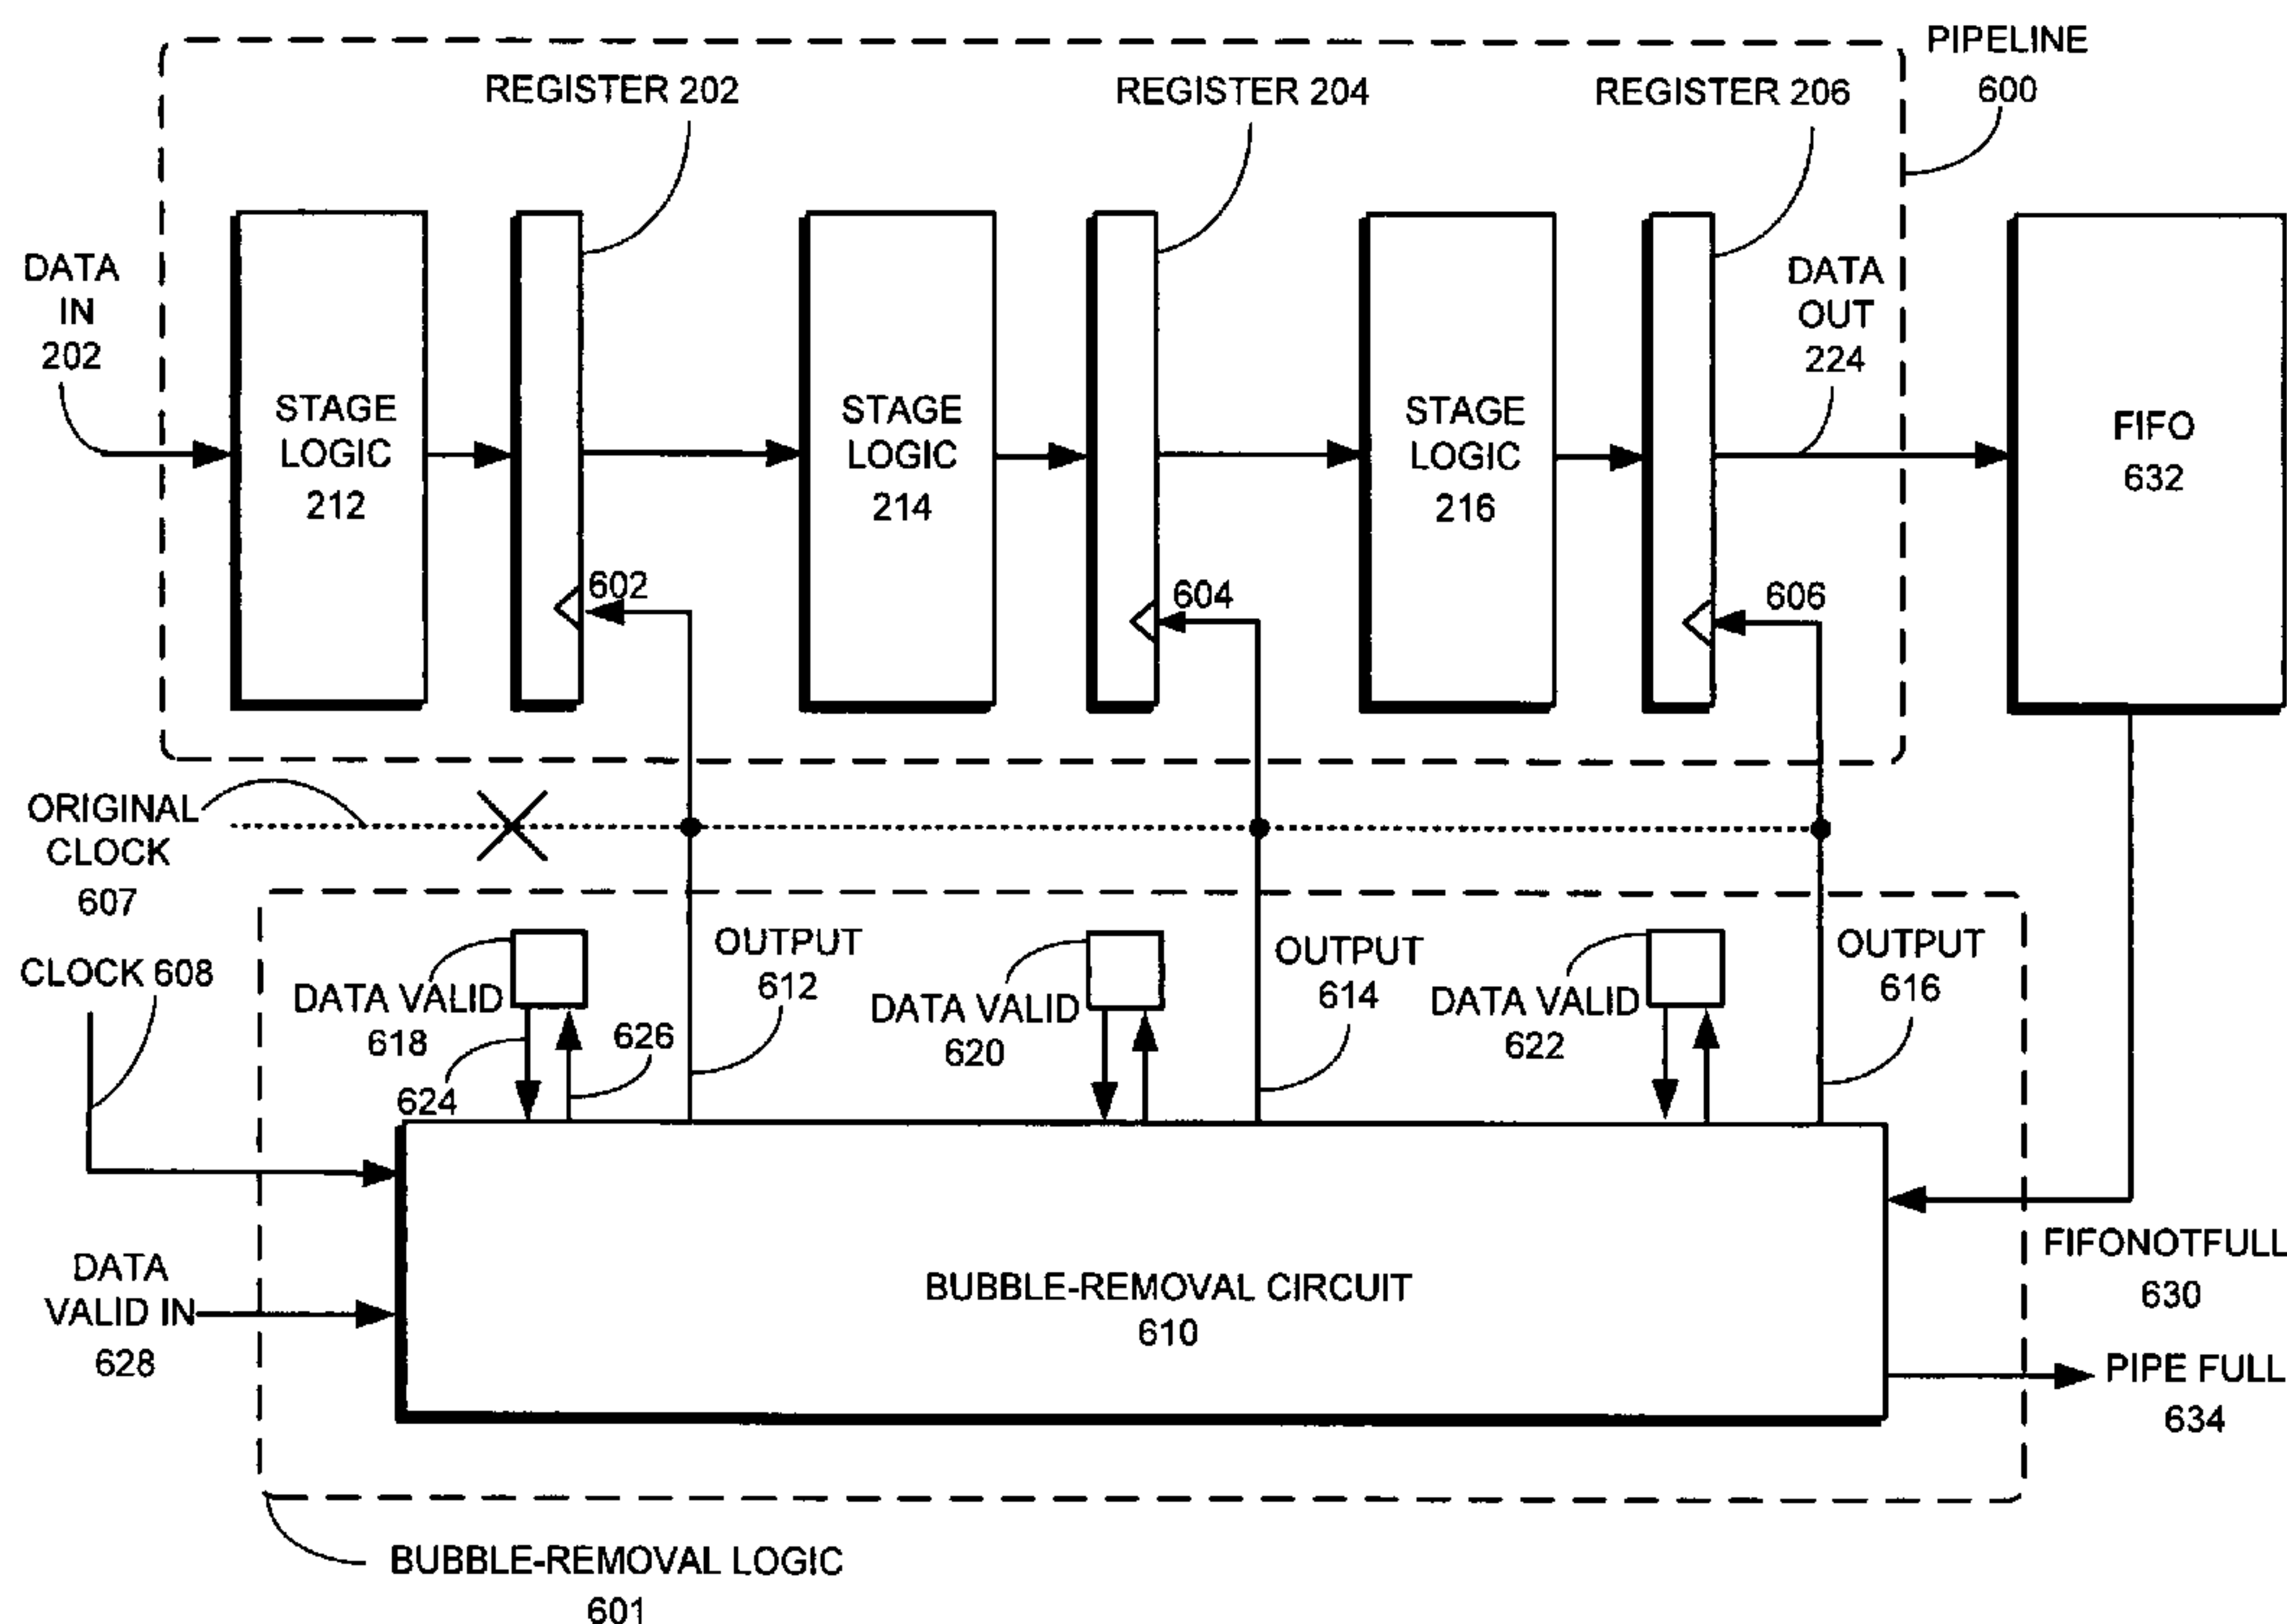 PIPELINE
600
REGISTER 202
REGISTER 204
REGISTER 206
DATA
IN
202
STAGE
LOGIC
212
STAGE
LOGIC
214
STAGE
LOGIC
216
DATA
OUT
224
FIFO
632
602
604
606
ORIGINAL
CLOCK
607
CLOCK 608
DATA VALID
618
624
626
OUTPUT
612
DATA VALID
620
OUTPUT
614
DATA VALID
622
OUTPUT
616
DATA
VALID IN
628
BUBBLE-REMOVAL CIRCUIT
610
FIFONOTFULL
630
PIPE FULL
634
BUBBLE-REMOVAL LOGIC
601